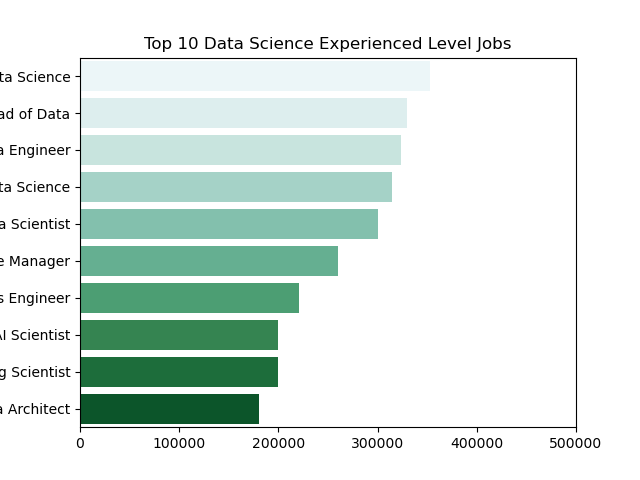 Top 10 Data Science Experienced Level Jobs
ta Science
ad of Data
a Engineer
ta Science
a Scientist
e Manager
s Engineer
AI Scientist
g Scientist
a Architect
0 100000 200000 300000 400000 500000